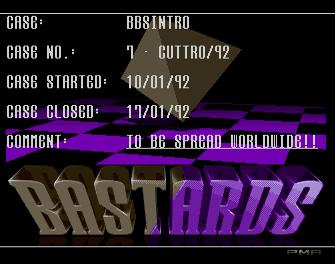 CASE: BBSINTRO
CASE NO.: 7 - CUTTRO/92
CASE STARTED: 10/01/92
CASE CLOSED: 17/01/92
COMMENT: TO BE SPREAD WORLDWIDE!!
BASTARDS
PMA